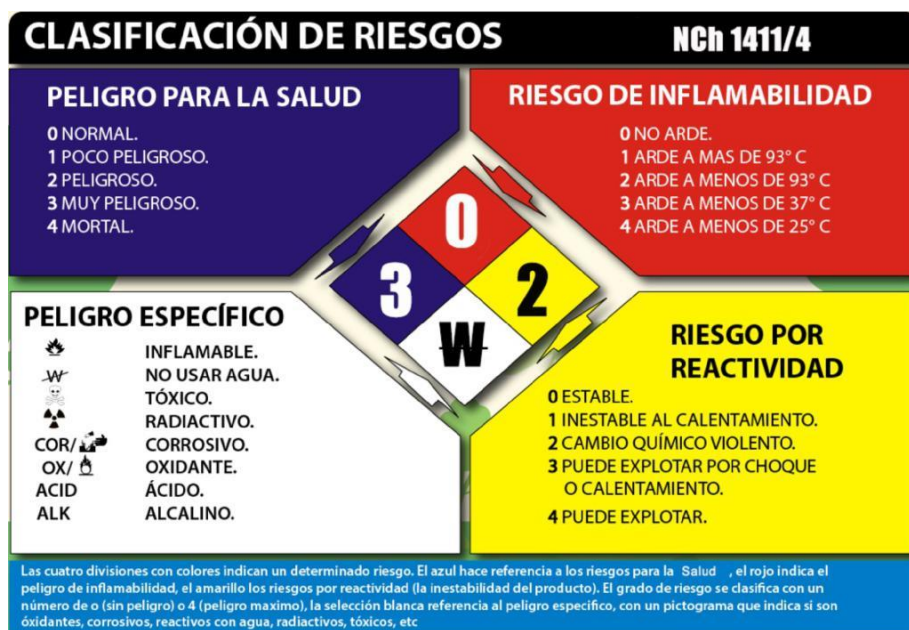 CLASIFICACIÓN DE RIESGOS
NCh 1411/4
PELIGRO PARA LA SALUD
0 NORMAL.
1 POCO PELIGROSO.
2 PELIGROSO.
3 MUY PELIGROSO.
4 MORTAL.
RIESGO DE INFLAMABILIDAD
0 NO ARDE.
1 ARDE A MAS DE 93° C
2 ARDE A MENOS DE 93° C
3 ARDE A MENOS DE 37° C
4 ARDE A MENOS DE 25° C
0
3
2
W
PELIGRO ESPECÍFICO
INFLAMABLE.
W NO USAR AGUA.
TÓXICO.
RADIACTIVO.
COR/ CORROSIVO.
OX/ OXIDANTE.
ACID ÁCIDO.
ALK ALCALINO.
RIESGO POR
REACTIVIDAD
0 ESTABLE.
1 INESTABLE AL CALENTAMIENTO.
2 CAMBIO QUÍMICO VIOLENTO.
3 PUEDE EXPLOTAR POR CHOQUE
O CALENTAMIENTO.
4 PUEDE EXPLOTAR.
Las cuatro divisiones con colores indican un determinado riesgo. El azul hace referencia a los riesgos para la Salud , el rojo indica el
peligro de inflamabilidad, el amarillo los riesgos por reactividad (la inestabilidad del producto). El grado de riesgo se clasifica con un
número de o (sin peligro) o 4 (peligro maximo), la selección blanca referencia al peligro especifico, con un pictograma que indica si son
óxidantes, corrosivos, reactivos con agua, radiactivos, tóxicos, etc